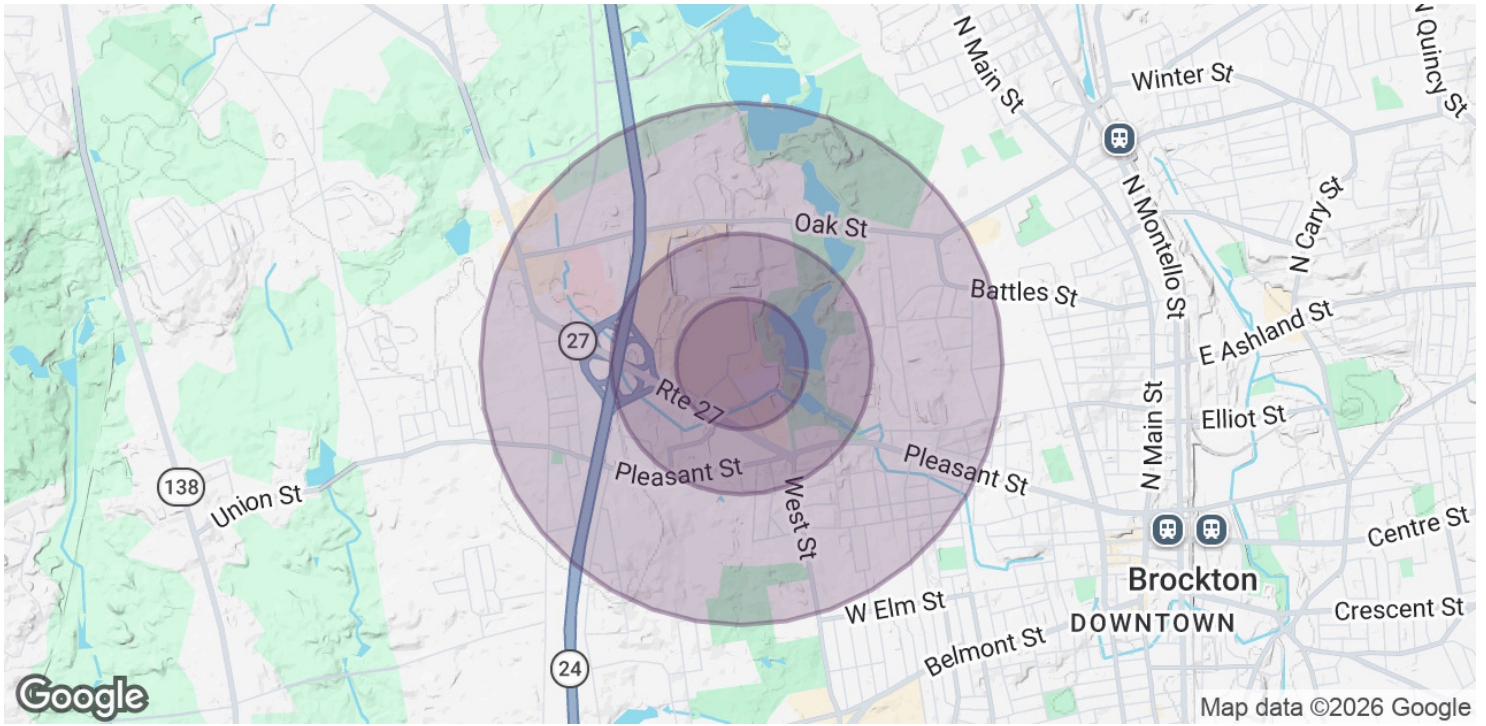 N Quincy St
N Main St
Winter St
N Montello St
N Cary St
Oak St
Battles St
E Ashland St
27
Rte 27
N Main St
Elliot St
Pleasant St
Pleasant St
138
Union St
West St
Centre St
Brockton
W Elm St
Crescent St
DOWNTOWN
Belmont St
24
Google
Map data ©2026 Google